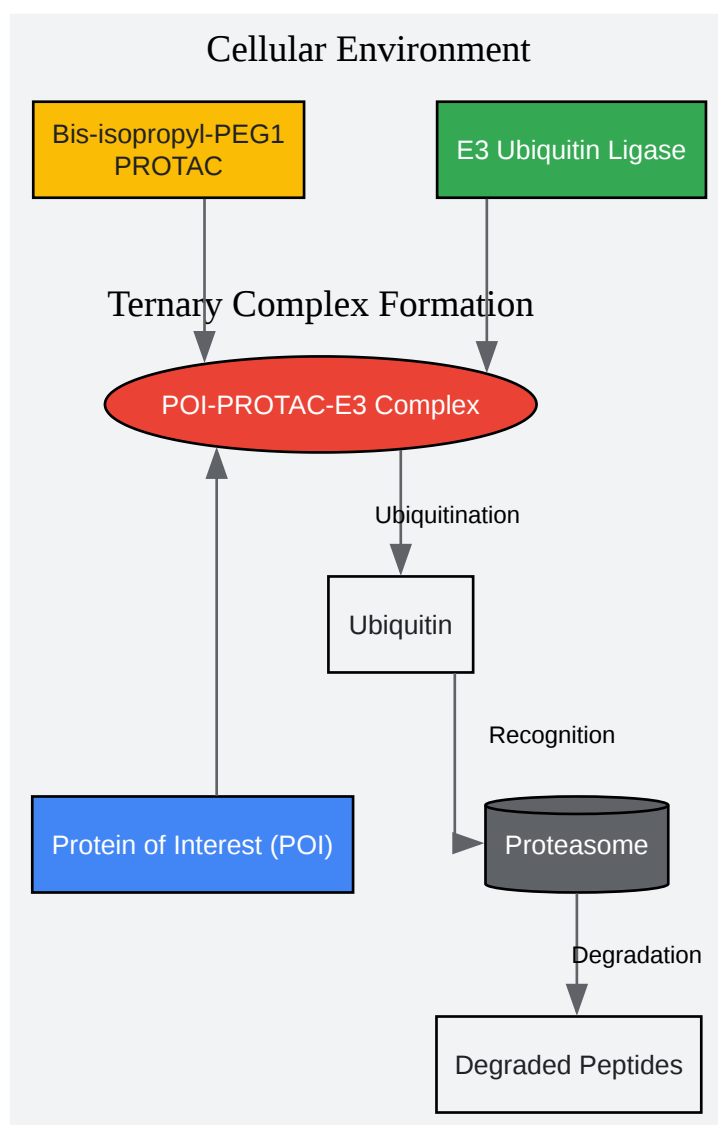 Cellular Environment
Bis-isopropyl-PEG1
PROTAC
E3 Ubiquitin Ligase
Ternary Complex Formation
POI-PROTAC-E3 Complex
Ubiquitination
Ubiquitin
Recognition
Protein of Interest (POI)
Proteasome
Degradation
Degraded Peptides